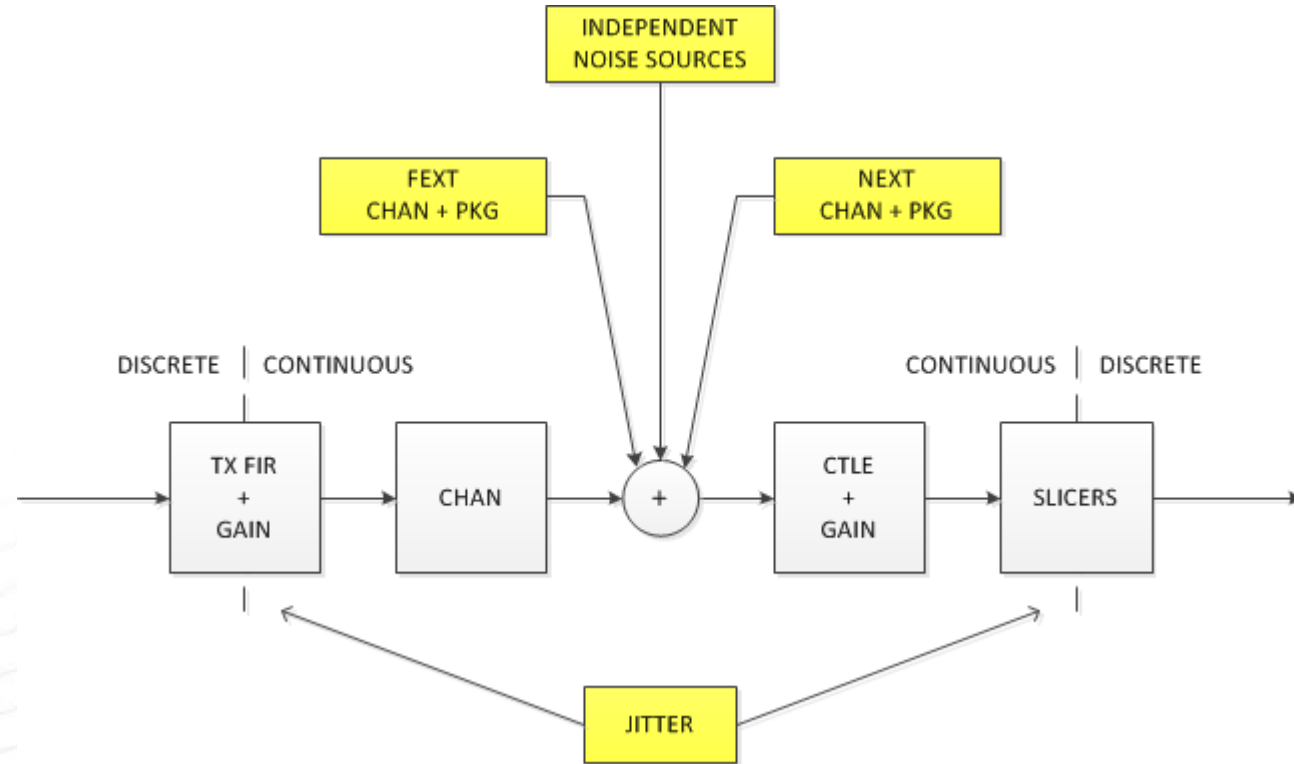 INDEPENDENT
NOISE SOURCES
FEXT
CHAN + PKG
NEXT
CHAN + PKG
DISCRETE
CONTINUOUS
CONTINUOUS
DISCRETE
TX FIR
+
GAIN
CHAN
+
CTLE
+
GAIN
SLICERS
JITTER